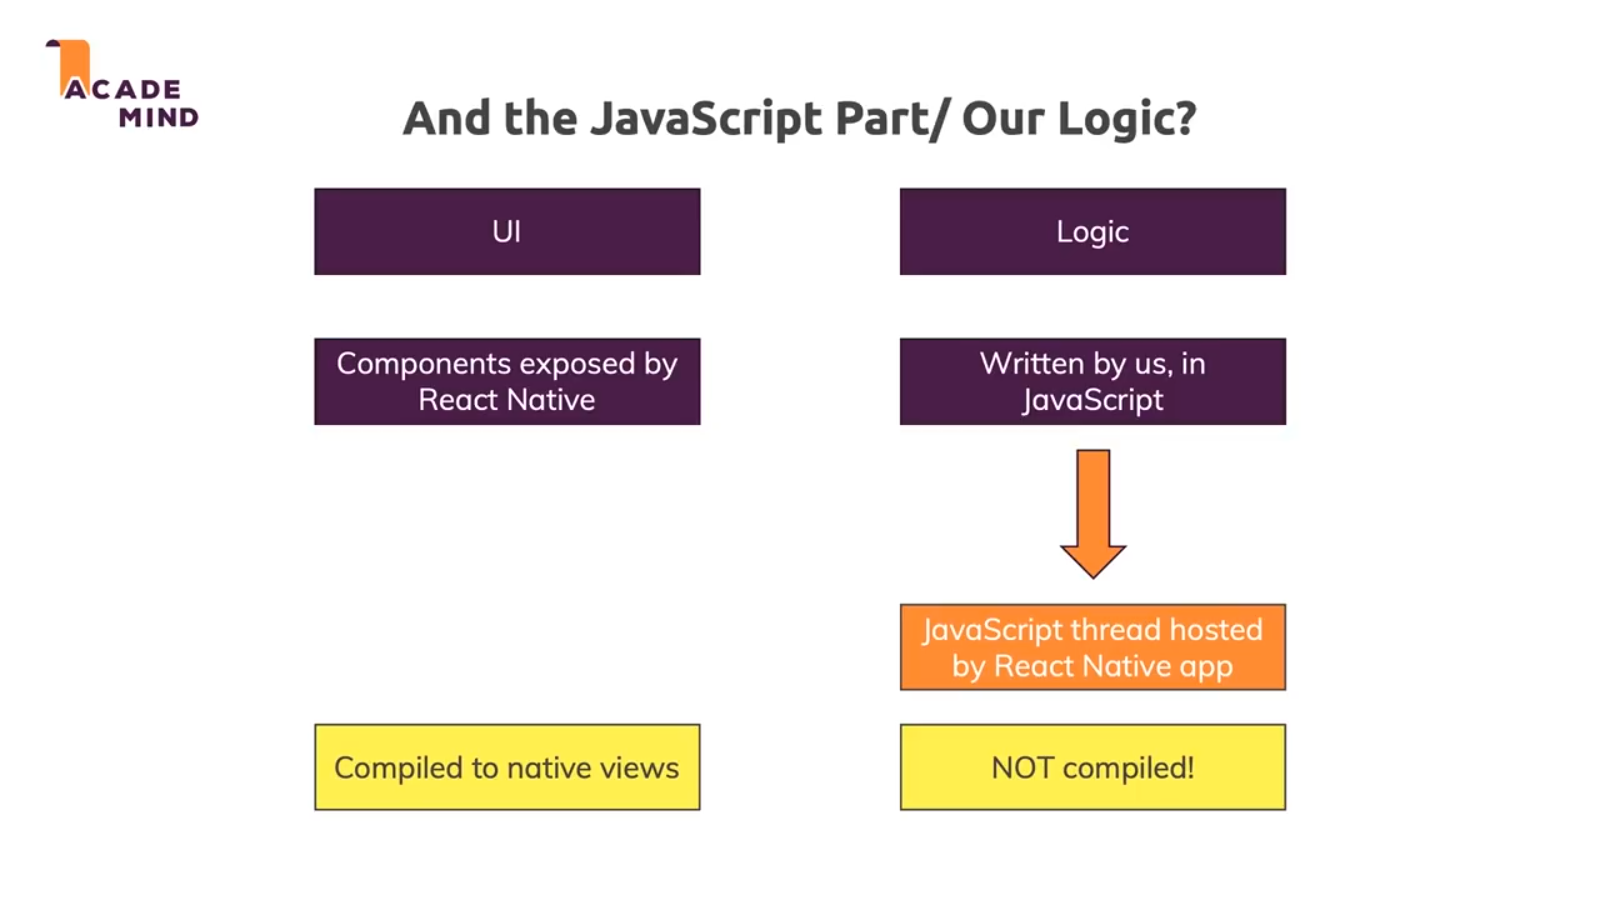 ACADE
MIND
And the JavaScript Part/ Our Logic?
UI
Logic
Components exposed by
React Native
Written by us, in
JavaScript
JavaScript thread hosted
by React Native app
Compiled to native views
NOT compiled!